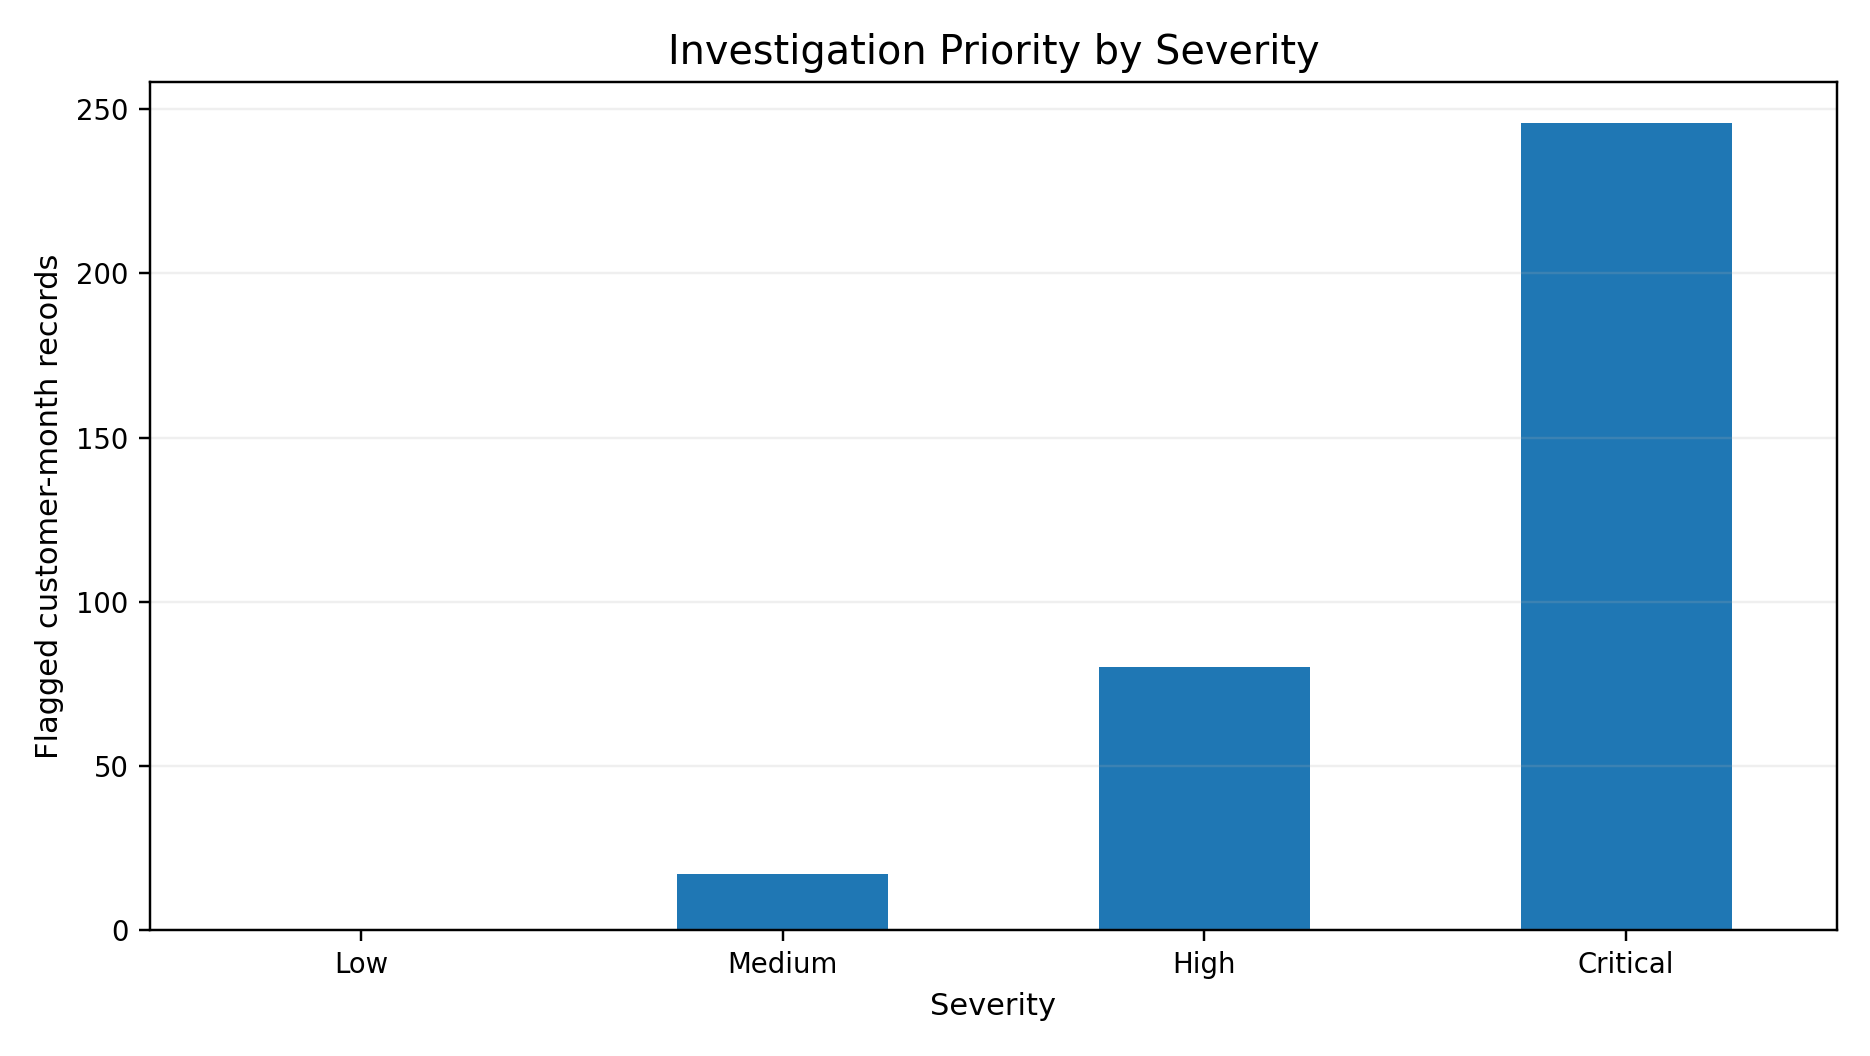 Investigation Priority by Severity
Flagged customer-month records
250
200
150
100
50
0
Low
Medium
High
Critical
Severity